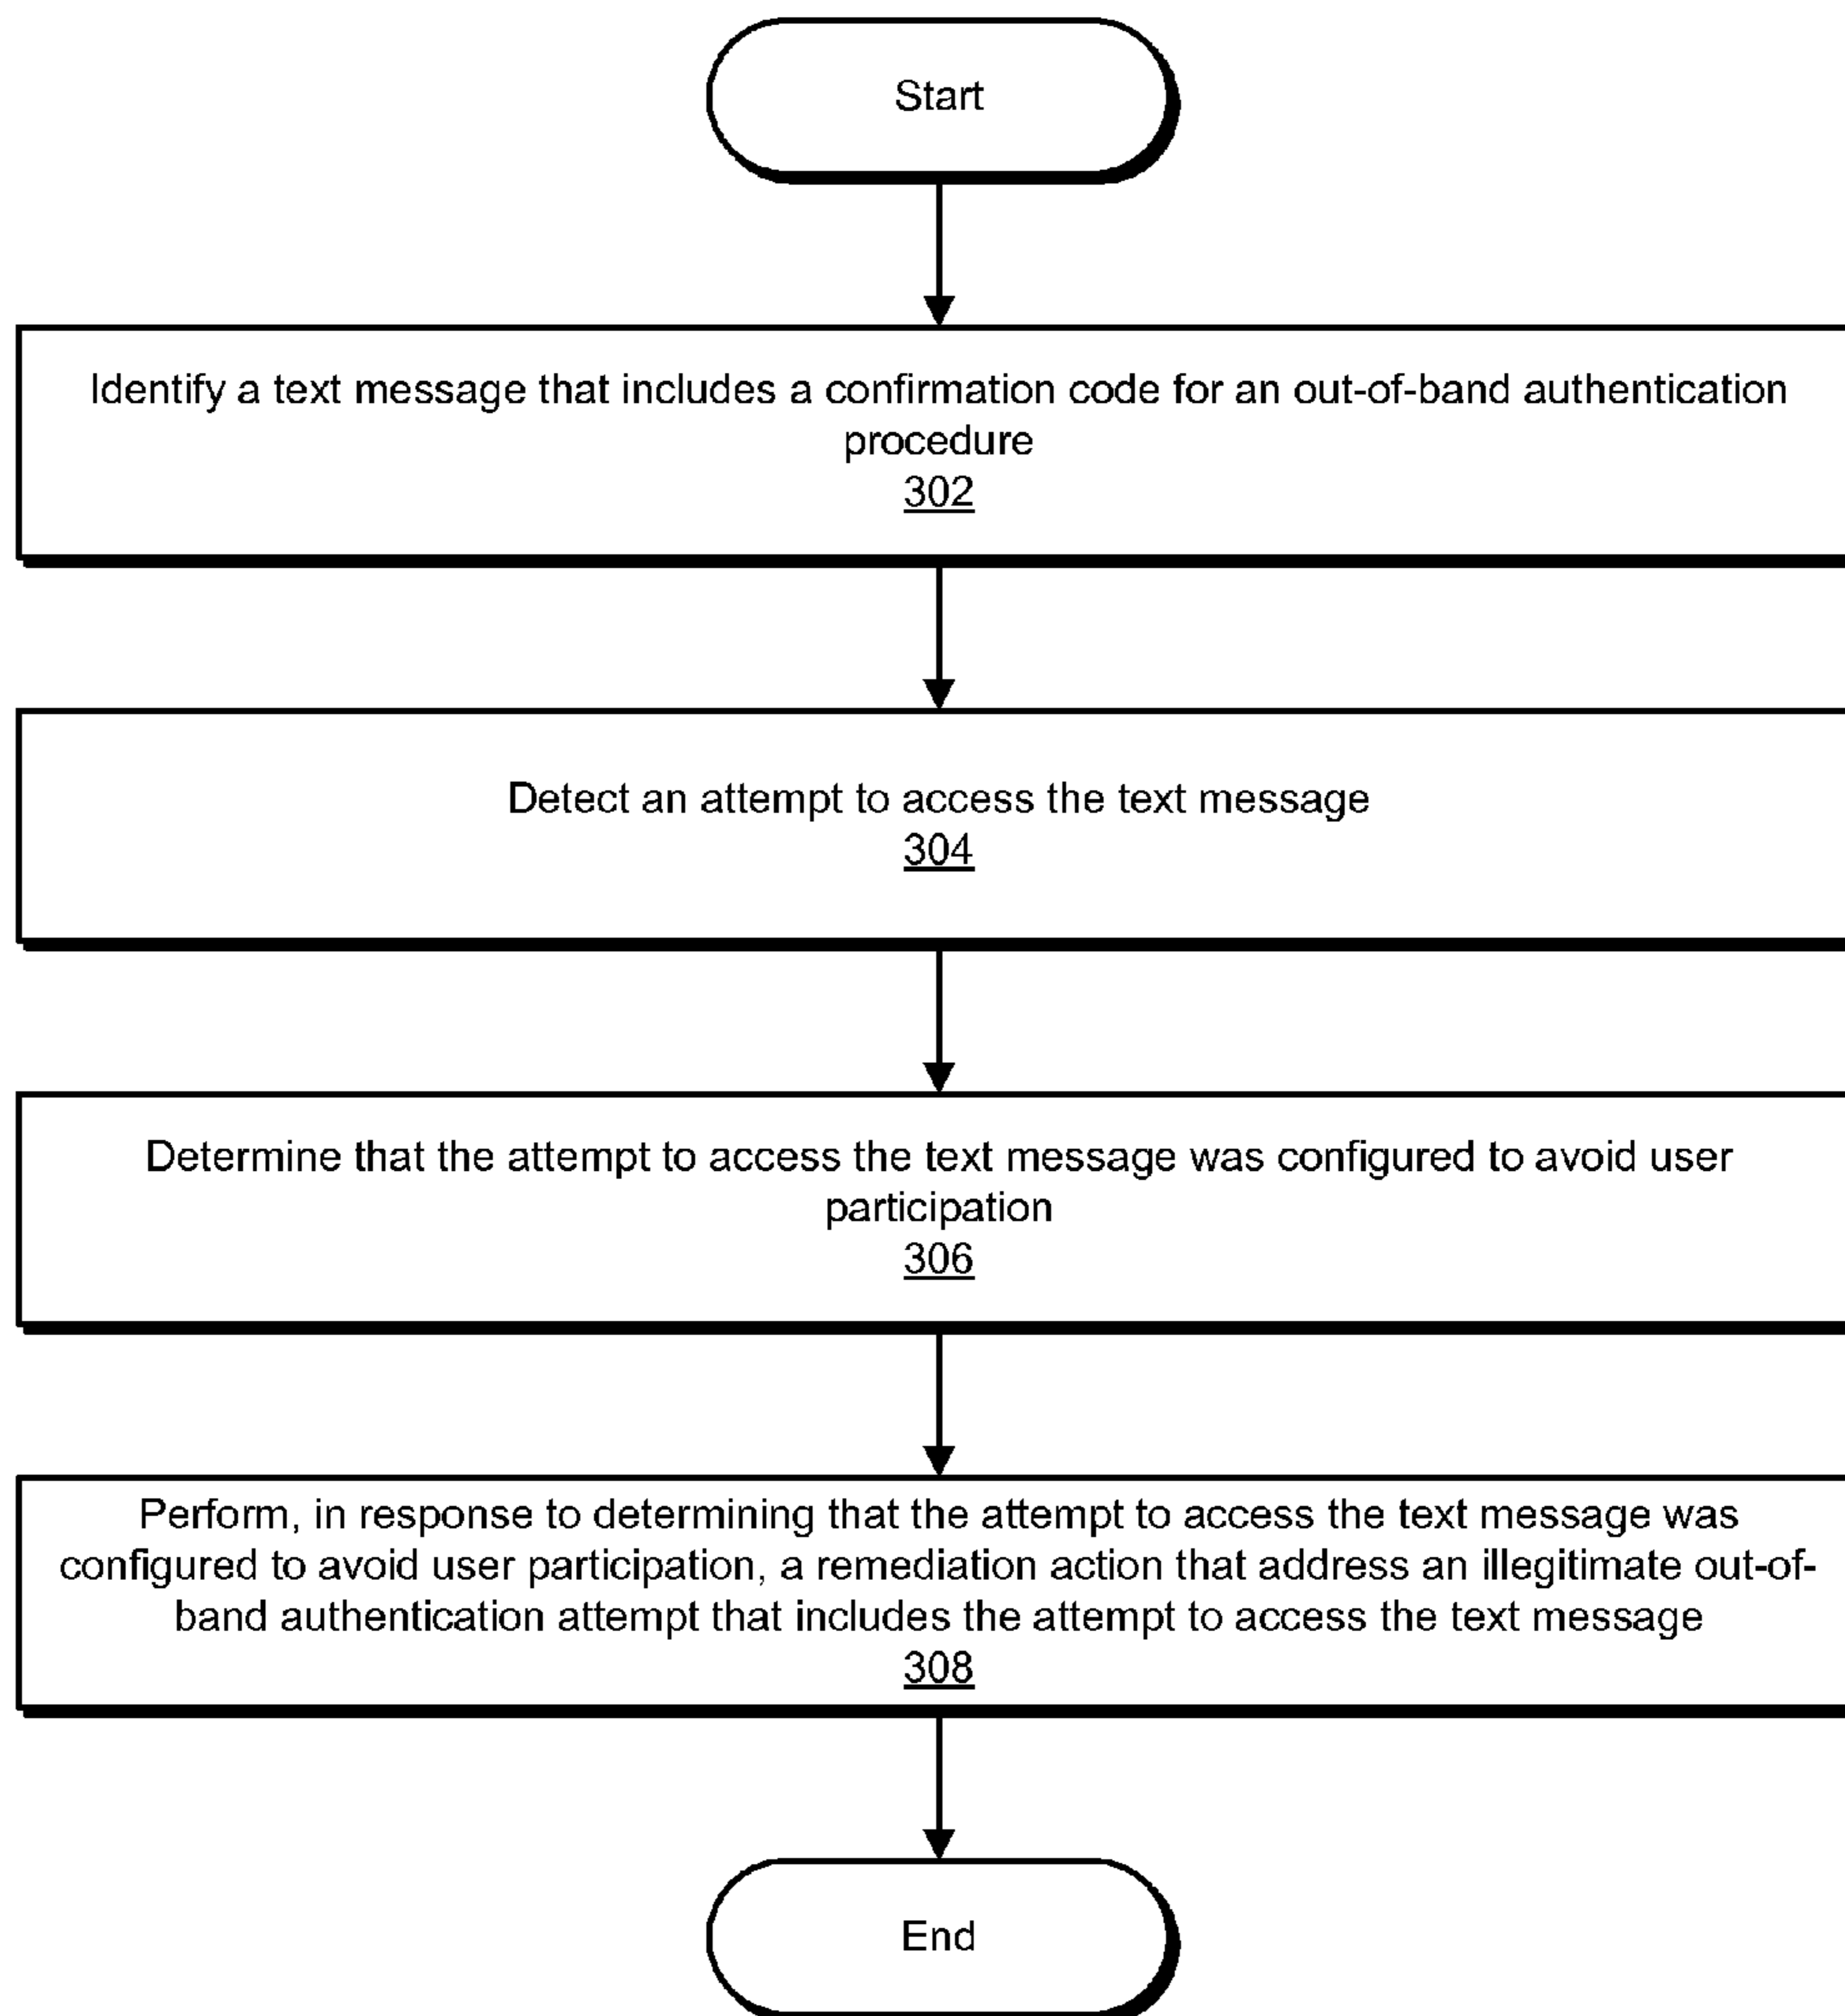 Start
Identify a text message that includes a confirmation code for an out-of-band authentication
procedure
302
Detect an attempt to access the text message
304
Determine that the attempt to access the text message was configured to avoid user
participation
306
Perform, in response to determining that the attempt to access the text message was
configured to avoid user participation, a remediation action that address an illegitimate out-of-
band authentication attempt that includes the attempt to access the text message
308
End